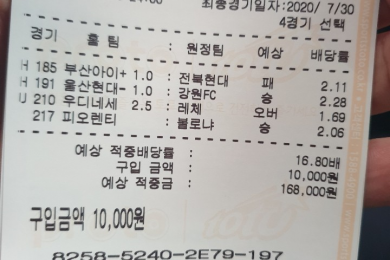 최종경기일자:2020/ 7/30
4경기 선택
경기 홈팀 : 원정팀 예상 배당률
H 185 부산아이+ 1.0 : 전북현대 패 2.11
H 191 울산현대- 1.0 : 강원FC 승 2.28
U 210 우디네세 2.5 : 레체 오버 1.69
217 피오렌티 : 볼로냐 승 2.06
예상 적중배당률 : 16.80배
구입 금액 : 10,000원
예상 적중금 : 168,000원
구입금액 10,000원
8258-5240-2E79-197